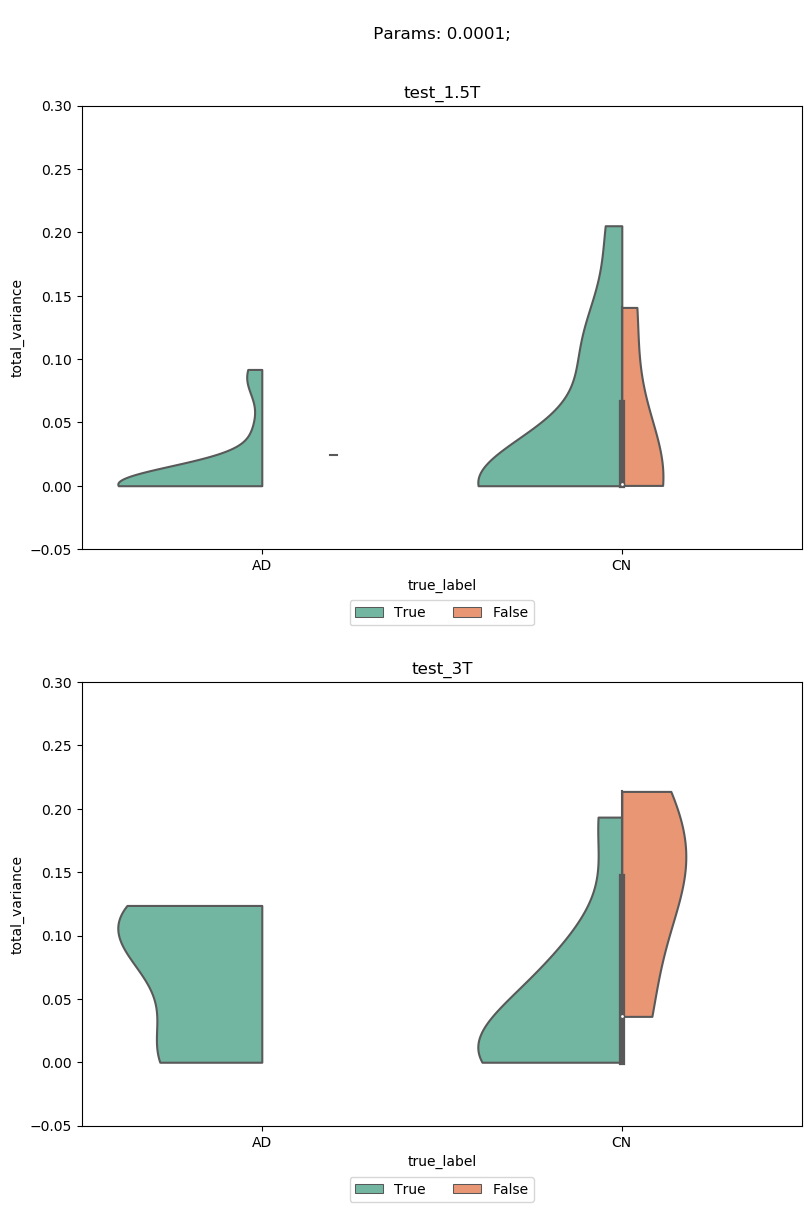 Params: 0.0001;
test_1.5T
0.30
0.25
0.20
0.15
0.10
0.05
0.00
−0.05
total_variance
AD CN
true_label
True False
test_3T
0.30
0.25
0.20
0.15
0.10
0.05
0.00
−0.05
total_variance
AD CN
true_label
True False